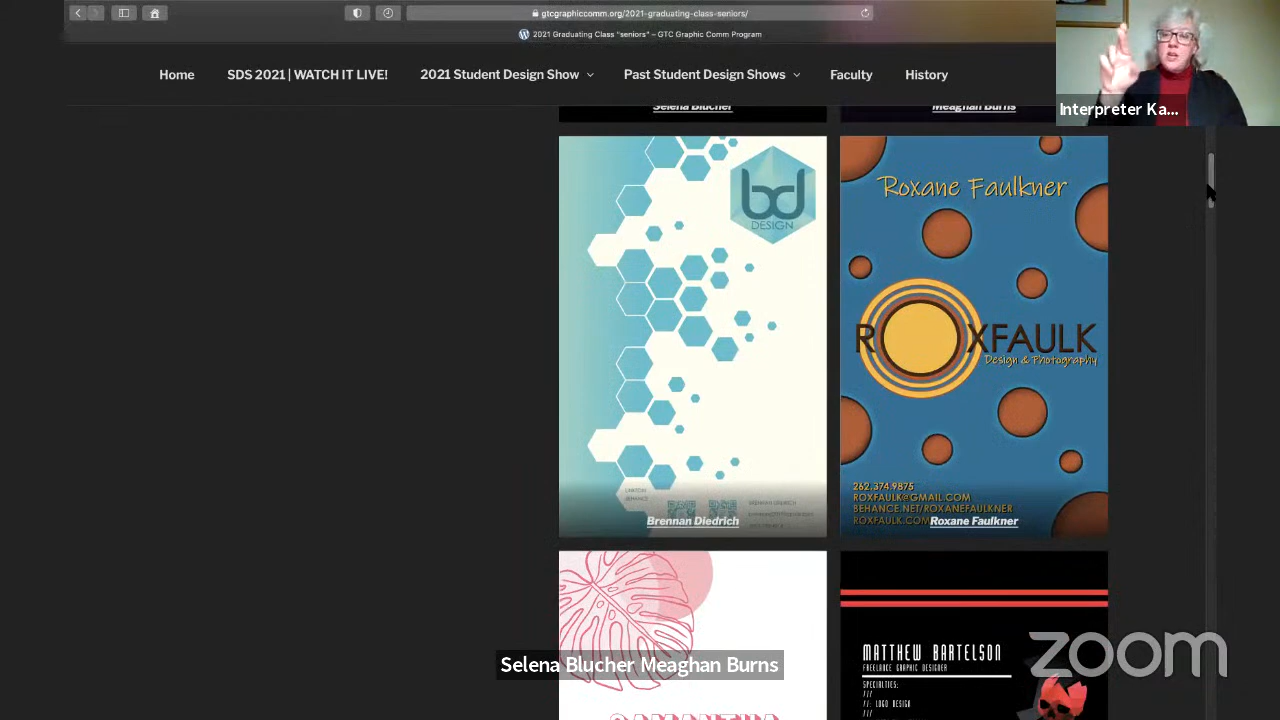 gtcgraphiccomm.org/2021-graduating-class-seniors/
2021 Graduating Class "seniors" – GTC Graphic Comm Program
Home
SDS 2021 | WATCH IT LIVE!
2021 Student Design Show
Past Student Design Shows
Faculty
History
Interpreter Ka...
Selena Blucher
Meaghan Burns
bd
DESIGN
Brennan Diedrich
Roxane Faulkner
ROXFAULK
Design & Photography
262.374.9875
ROXFAULK@GMAIL.COM
BEHANCE.NET/ROXANEFAULKNER
ROXFAULK.COM
Roxane Faulkner
Selena Blucher Meaghan Burns
MATTHEW BARTELSON
FREELANCE GRAPHIC DESIGNER
SPECIALTIES:
///
//: LOGO DESIGN
///
zoom